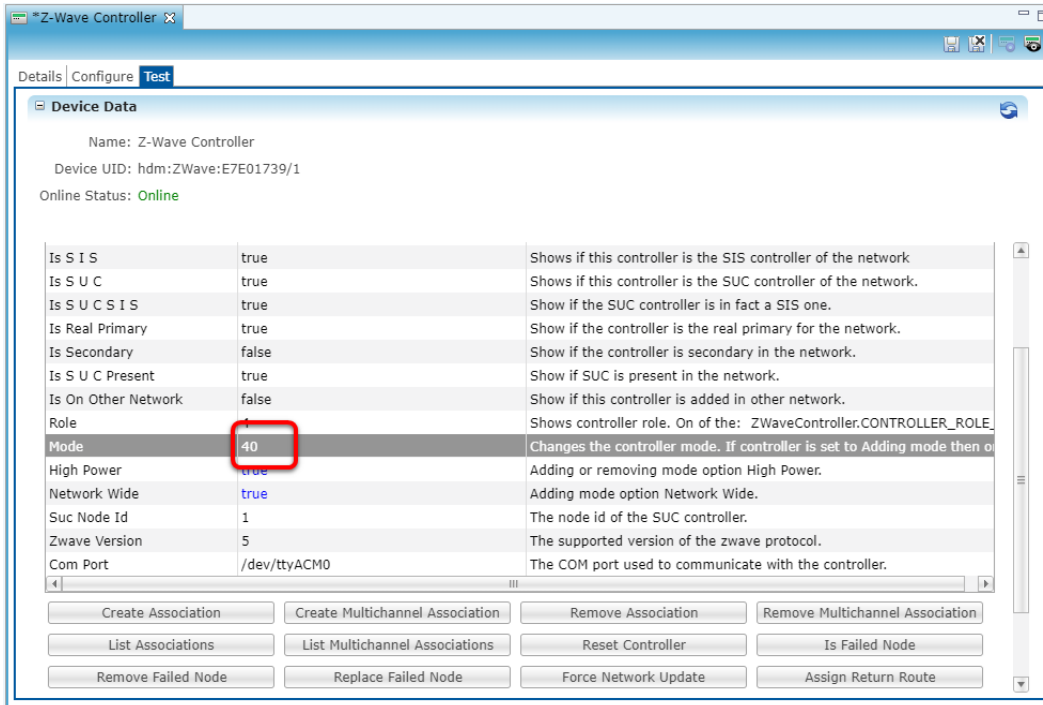 *Z-Wave Controller
Details Configure Test
Device Data
Name: Z-Wave Controller
Device UID: hdm:ZWave:E7E01739/1
Online Status: Online
Is S I S true Shows if this controller is the SIS controller of the network
Is S U C true Shows if this controller is the SUC controller of the network.
Is S U C S I S true Show if the SUC controller is in fact a SIS one.
Is Real Primary true Show if the controller is the real primary for the network.
Is Secondary false Show if the controller is secondary in the network.
Is S U C Present true Show if SUC is present in the network.
Is On Other Network false Show if this controller is added in other network.
Role Shows controller role. On of the: ZWaveController.CONTROLLER_ROLE_
Mode 40 Changes the controller mode. If controller is set to Adding mode then o
High Power true Adding or removing mode option High Power.
Network Wide true Adding mode option Network Wide.
Suc Node Id 1 The node id of the SUC controller.
Zwave Version 5 The supported version of the zwave protocol.
Com Port /dev/ttyACM0 The COM port used to communicate with the controller.
Create Association Create Multichannel Association Remove Association Remove Multichannel Association
List Associations List Multichannel Associations Reset Controller Is Failed Node
Remove Failed Node Replace Failed Node Force Network Update Assign Return Route